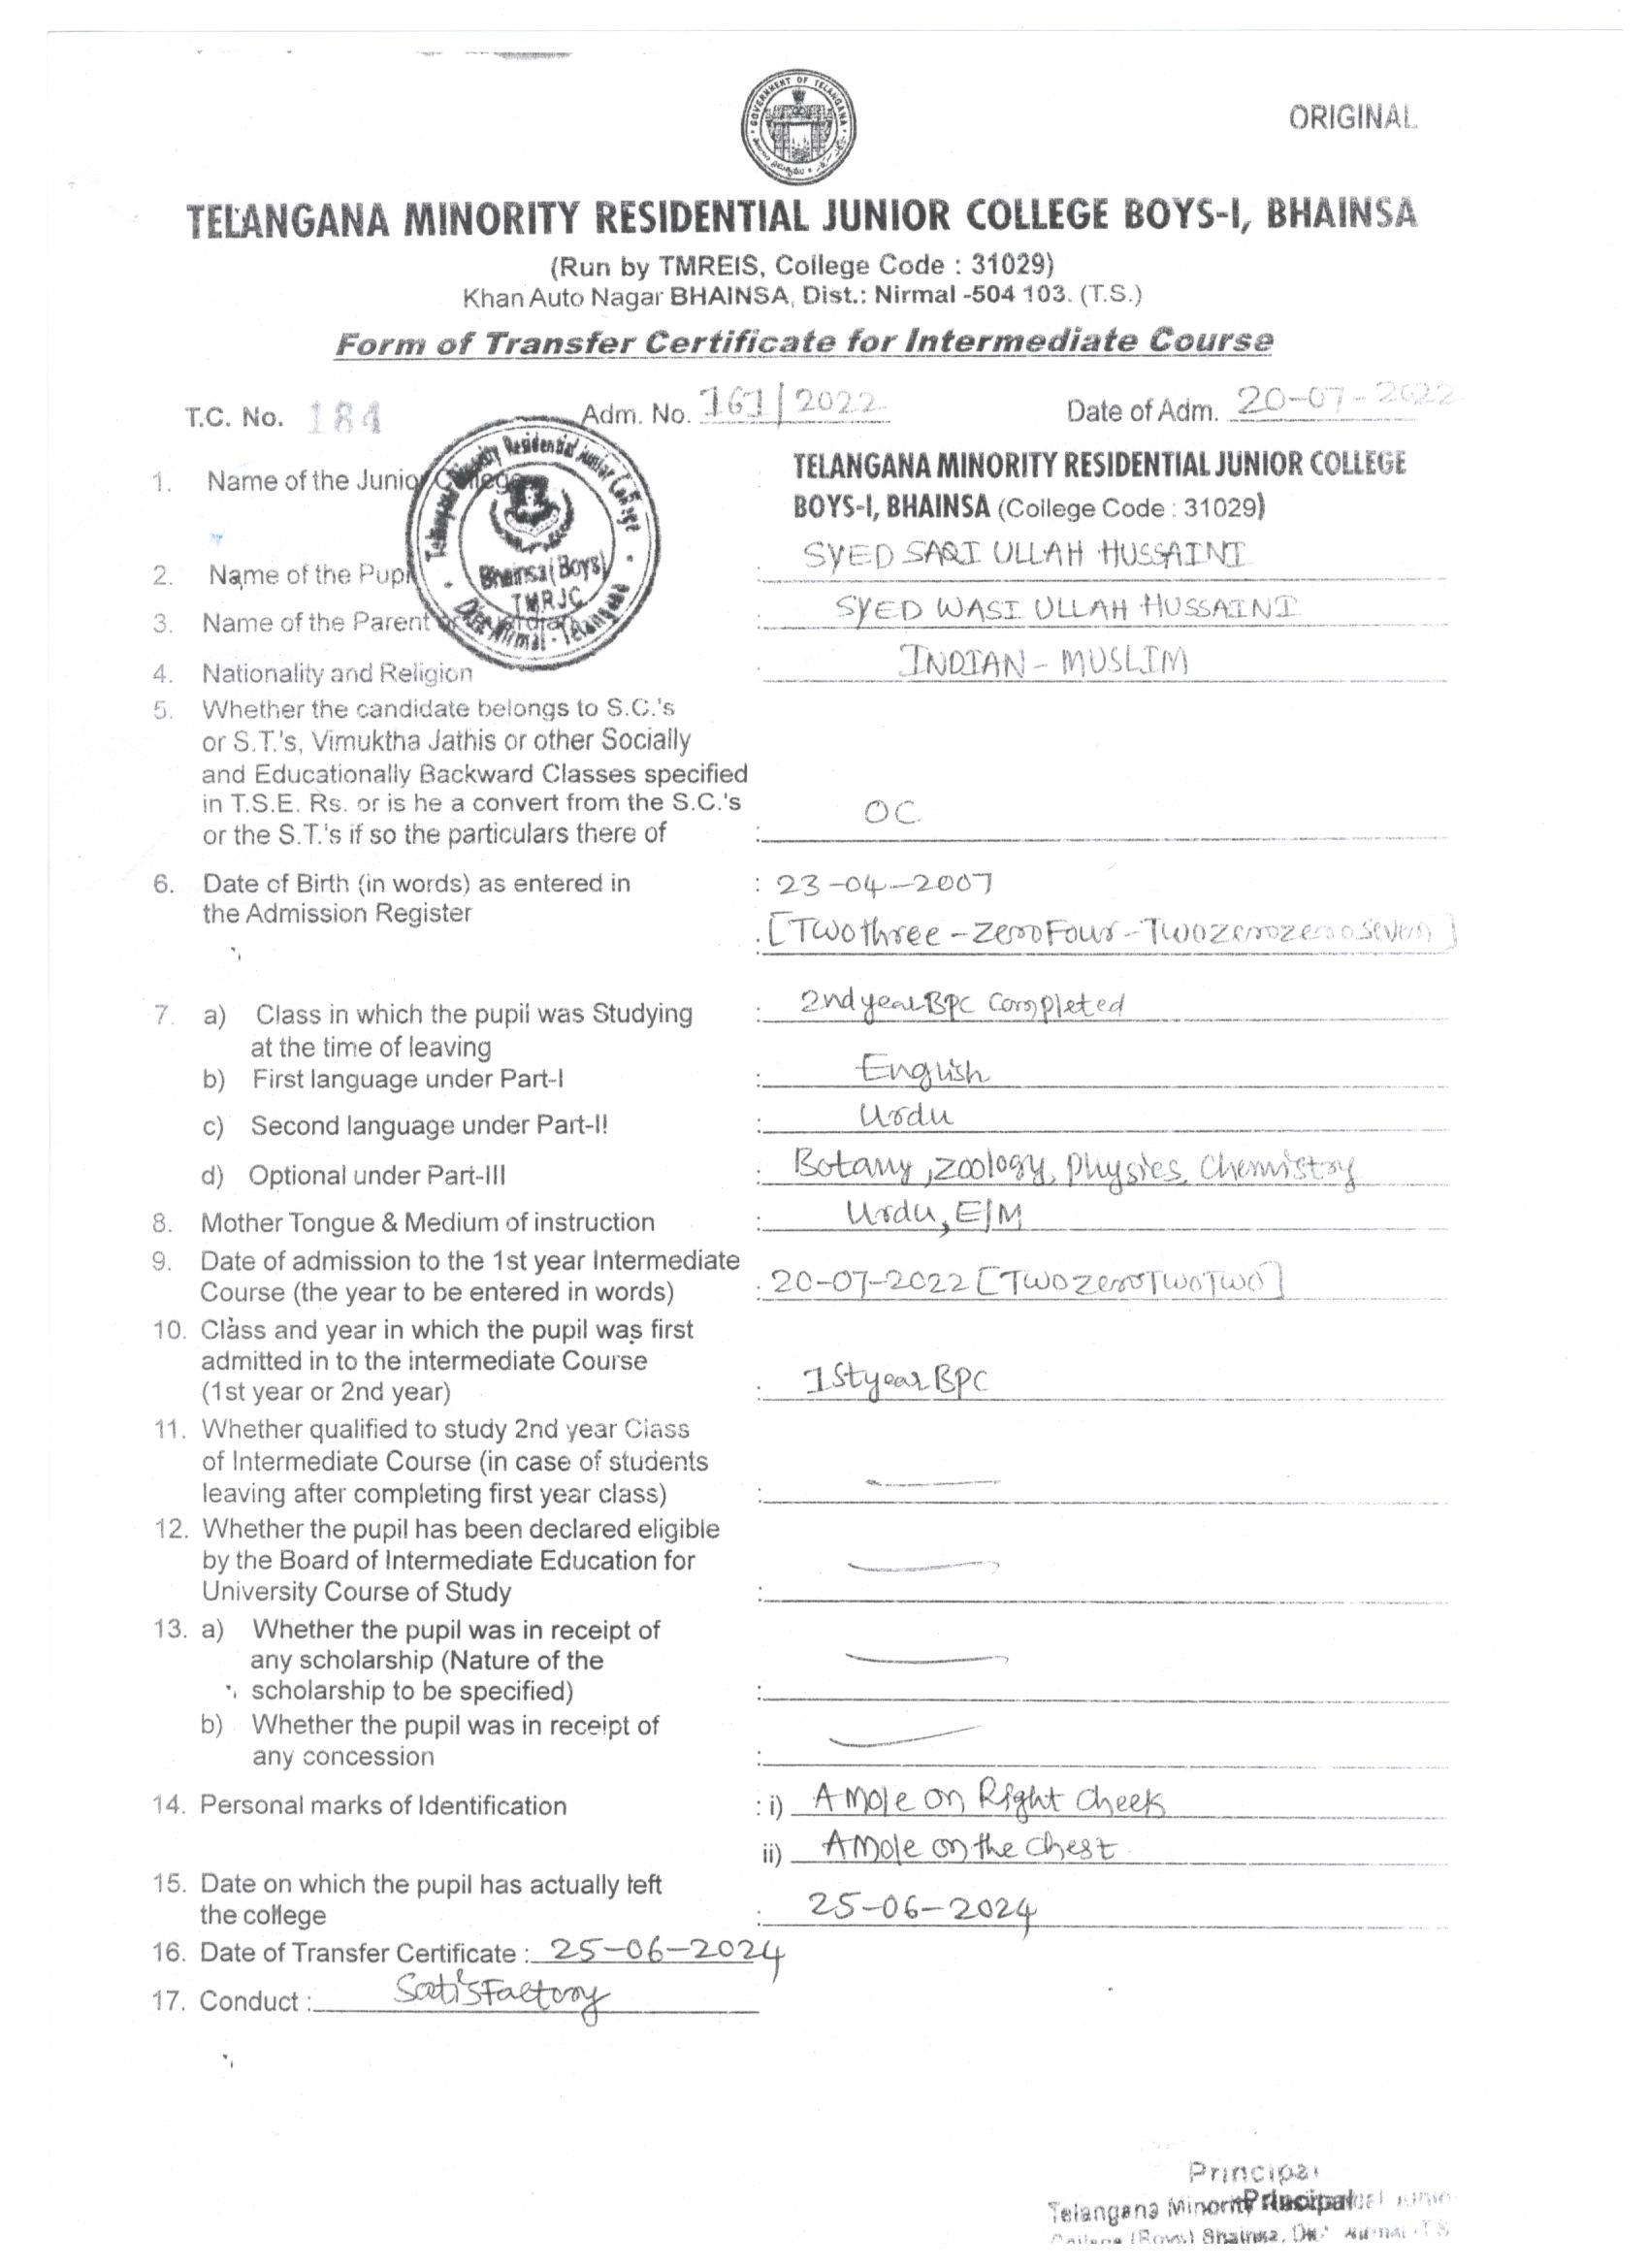 GOVERNMENT OF TELANGANA
ORIGINAL
TELANGANA MINORITY RESIDENTIAL JUNIOR COLLEGE BOYS-I, BHAINSA
(Run by TMREIS, College Code : 31029)
Khan Auto Nagar BHAINSA, Dist.: Nirmal -504 103. (T.S.)
Form of Transfer Certificate for Intermediate Course
T.C. No. 184 Adm. No. 161/2022 Date of Adm. 20-07-2022
Telangana Minority Residential Junior College
Bhainsa (Boys)
TMRJC
Dist. Nirmal - Telangana
1. Name of the Junior College : TELANGANA MINORITY RESIDENTIAL JUNIOR COLLEGE
BOYS-I, BHAINSA (College Code : 31029)
2. Name of the Pupil : SYED SAQI ULLAH HUSSAINI
3. Name of the Parent : SYED WASI ULLAH HUSSAINI
4. Nationality and Religion : INDIAN - MUSLIM
5. Whether the candidate belongs to S.C.'s
or S.T.'s, Vimuktha Jathis or other Socially
and Educationally Backward Classes specified
in T.S.E. Rs. or is he a convert from the S.C.'s
or the S.T.'s if so the particulars there of : OC
6. Date of Birth (in words) as entered in : 23-04-2007
the Admission Register : [Two three - zero Four - Two zero zero seven]
7. a) Class in which the pupil was Studying : 2nd year BPC Completed
at the time of leaving
b) First language under Part-I : English
c) Second language under Part-II : Urdu
d) Optional under Part-III : Botany, zoology, Physics, Chemistry
8. Mother Tongue & Medium of instruction : Urdu, E/M
9. Date of admission to the 1st year Intermediate
Course (the year to be entered in words) : 20-07-2022 [Two zero Two Two]
10. Class and year in which the pupil was first
admitted in to the intermediate Course
(1st year or 2nd year) : 1st year BPC
11. Whether qualified to study 2nd year Class
of Intermediate Course (in case of students
leaving after completing first year class) : —
12. Whether the pupil has been declared eligible
by the Board of Intermediate Education for
University Course of Study : —
13. a) Whether the pupil was in receipt of
any scholarship (Nature of the
scholarship to be specified) : —
b) Whether the pupil was in receipt of
any concession : —
14. Personal marks of Identification : i) A Mole on Right cheek
ii) A Mole on the chest
15. Date on which the pupil has actually left
the college : 25-06-2024
16. Date of Transfer Certificate : 25-06-2024
17. Conduct : Satisfactory
Principal
Principal
Telangana Minority
College (Boys) Bhainsa,